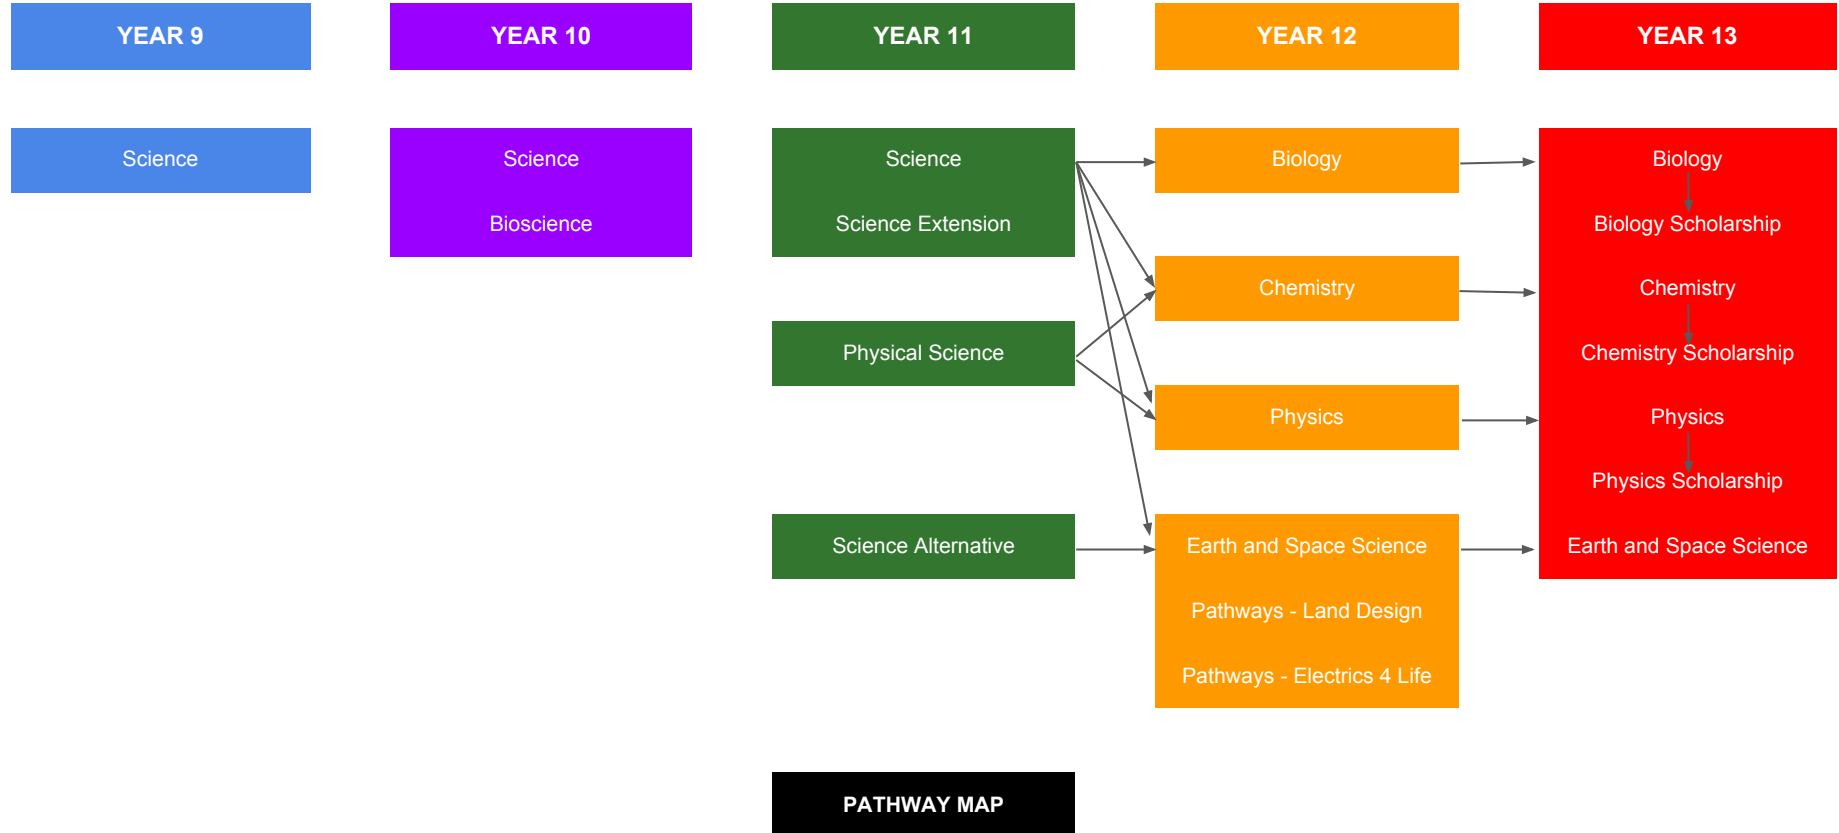 YEAR 9
YEAR 10
YEAR 11
YEAR 12
YEAR 13
Science
Science
Science
Biology
Biology
Bioscience
Science Extension
Biology Scholarship
Chemistry
Chemistry
Physical Science
Chemistry Scholarship
Physics
Physics
Physics Scholarship
Science Alternative
Earth and Space Science
Earth and Space Science
Pathways - Land Design
Pathways - Electrics 4 Life
PATHWAY MAP